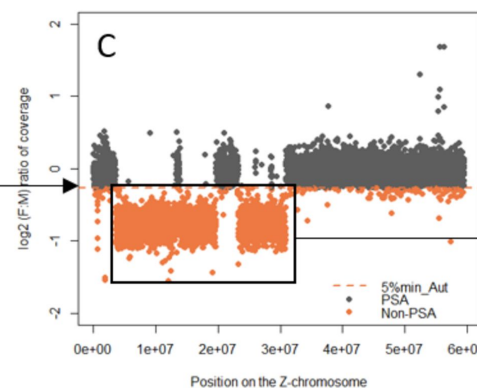 C
log2 (F:M) ratio of coverage
2
1
0
-1
-2
5%min_Aut
PSA
Non-PSA
0e+00 1e+07 2e+07 3e+07 4e+07 5e+07 6e+0
Position on the Z-chromosome